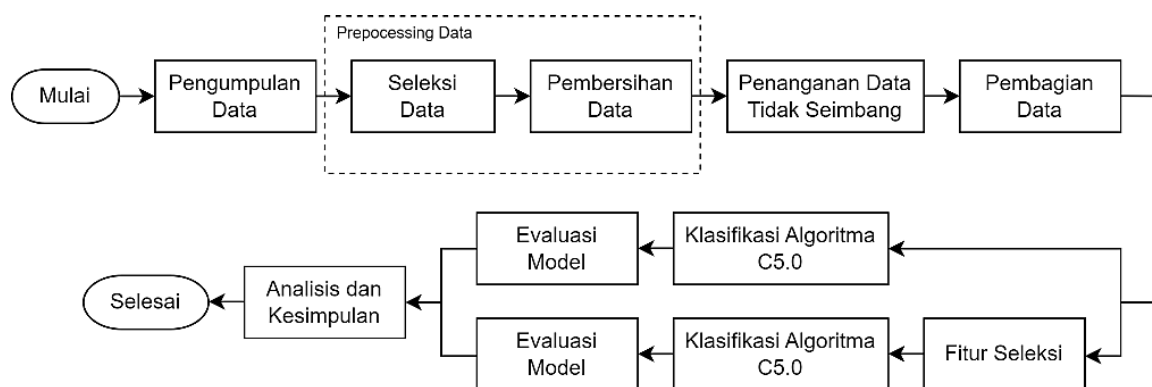 Prepocessing Data
Mulai
Pengumpulan
Data
Seleksi
Data
Pembersihan
Data
Penanganan Data
Tidak Seimbang
Pembagian
Data
Evaluasi
Model
Klasifikasi Algoritma
C5.0
Selesai
Analisis dan
Kesimpulan
Evaluasi
Model
Klasifikasi Algoritma
C5.0
Fitur Seleksi